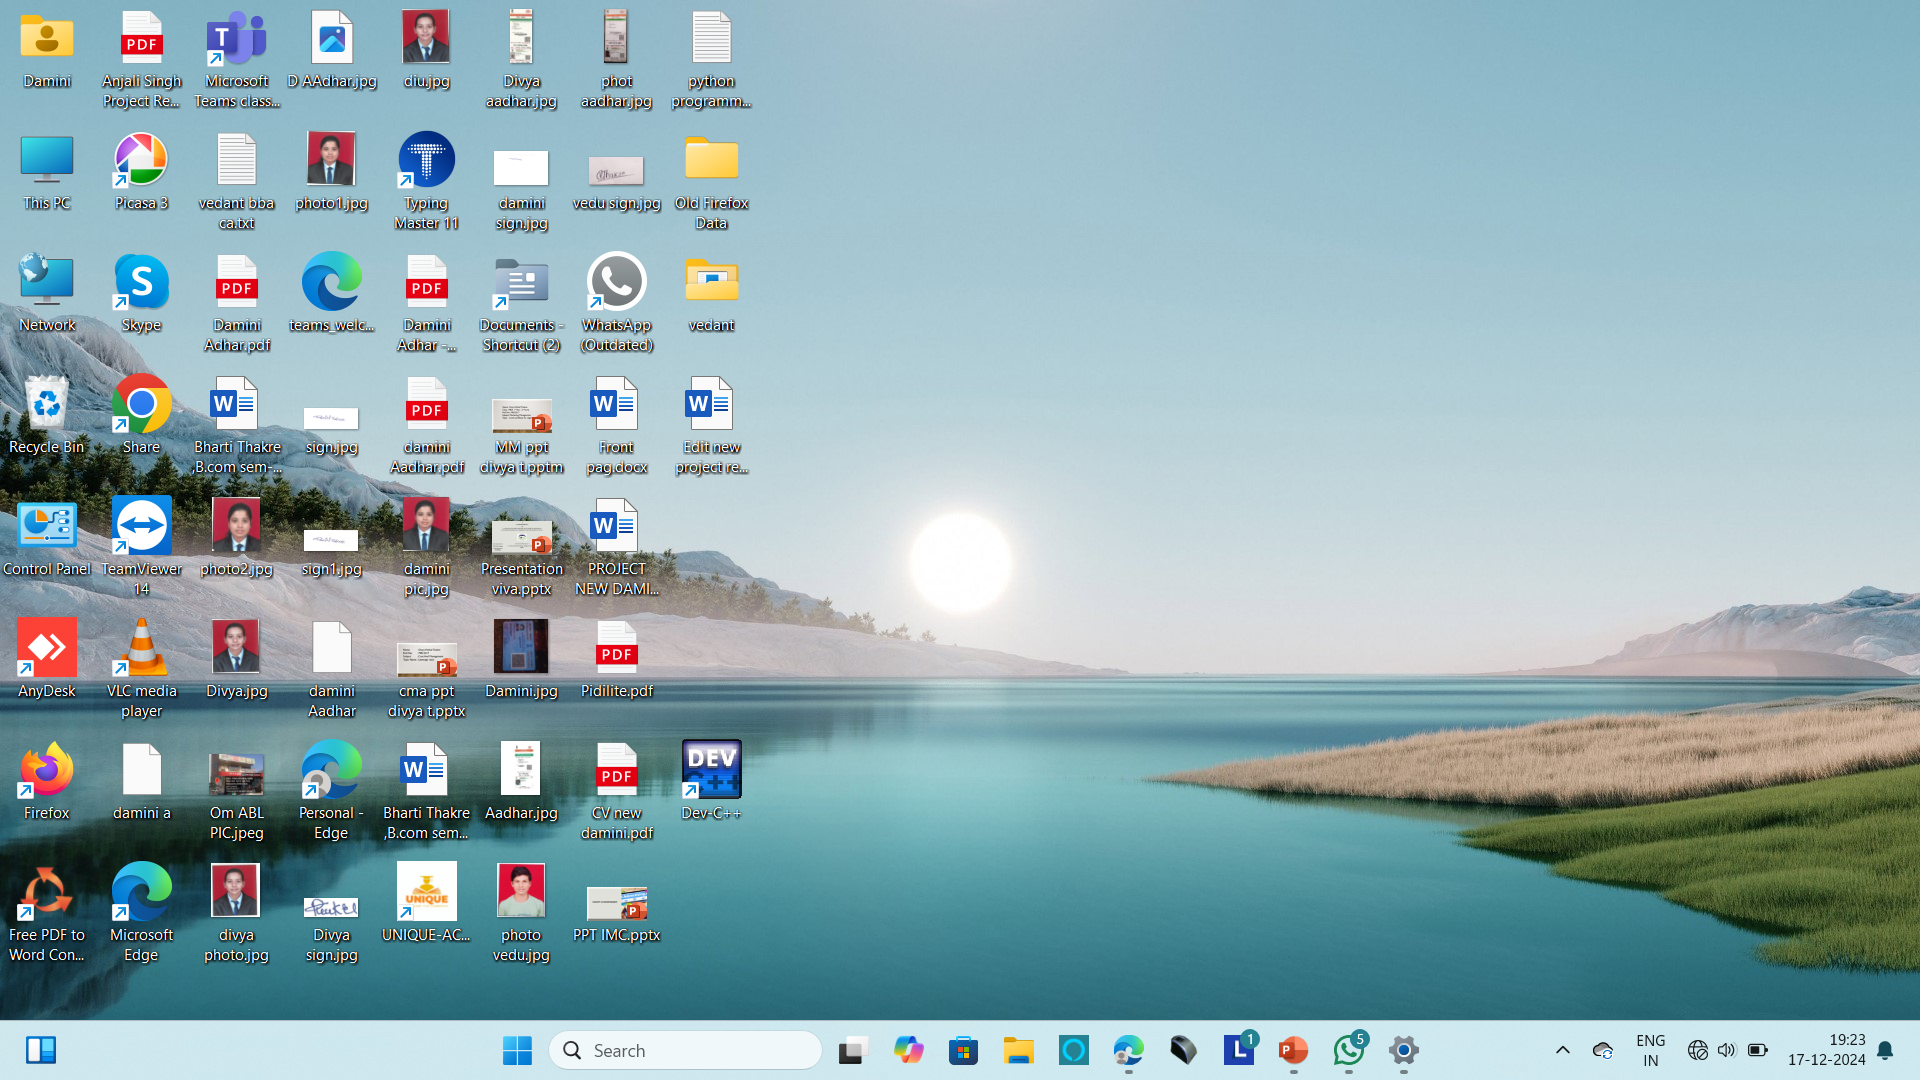 Damini
Anjali Singh
Project Re...
Microsoft
Teams class...
D AAdhar.jpg
diu.jpg
Divya
aadhar.jpg
phot
aadhar.jpg
python
programm...
This PC
Picasa 3
vedant bba
ca.txt
photo1.jpg
Typing
Master 11
damini
sign.jpg
vedu sign.jpg
Old Firefox
Data
Network
Skype
Damini
Adhar.pdf
teams_welc...
Damini
Adhar -...
Documents -
Shortcut (2)
WhatsApp
(Outdated)
vedant
Recycle Bin
Share
Bharti Thakre
,B.com sem-...
sign.jpg
damini
Aadhar.pdf
MM ppt
divya t.pptm
Front
pag.docx
Edit new
project re...
Control Panel
TeamViewer
14
photo2.jpg
sign1.jpg
damini
pic.jpg
Presentation
viva.pptx
PROJECT
NEW DAMI...
AnyDesk
VLC media
player
Divya.jpg
damini
Aadhar
cma ppt
divya t.pptx
Damini.jpg
Pidilite.pdf
Firefox
damini a
Om ABL
PIC.jpeg
Personal -
Edge
Bharti Thakre
,B.com sem...
Aadhar.jpg
CV new
damini.pdf
DEV
C++
Dev-C++
Free PDF to
Word Con...
Microsoft
Edge
divya
photo.jpg
Divya
sign.jpg
UNIQUE
UNIQUE-AC...
photo
vedu.jpg
PPT IMC.pptx
Search
1
5
ENG
IN
19:23
17-12-2024